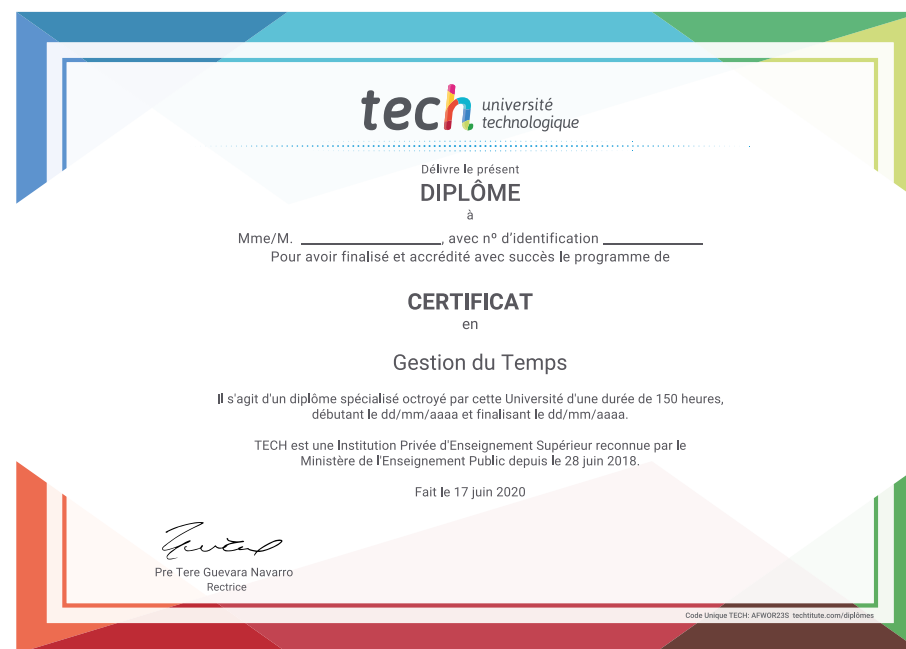 tech université
technologique
Délivre le présent
DIPLÔME
à
Mme/M. ____________________, avec nº d'identification ______________
Pour avoir finalisé et accrédité avec succès le programme de
CERTIFICAT
en
Gestion du Temps
Il s'agit d'un diplôme spécialisé octroyé par cette Université d'une durée de 150 heures,
débutant le dd/mm/aaaa et finalisant le dd/mm/aaaa.
TECH est une Institution Privée d'Enseignement Supérieur reconnue par le
Ministère de l'Enseignement Public depuis le 28 juin 2018.
Fait le 17 juin 2020
Pre Tere Guevara Navarro
Rectrice
Code Unique TECH: AFWOR23S techtitute.com/diplômes